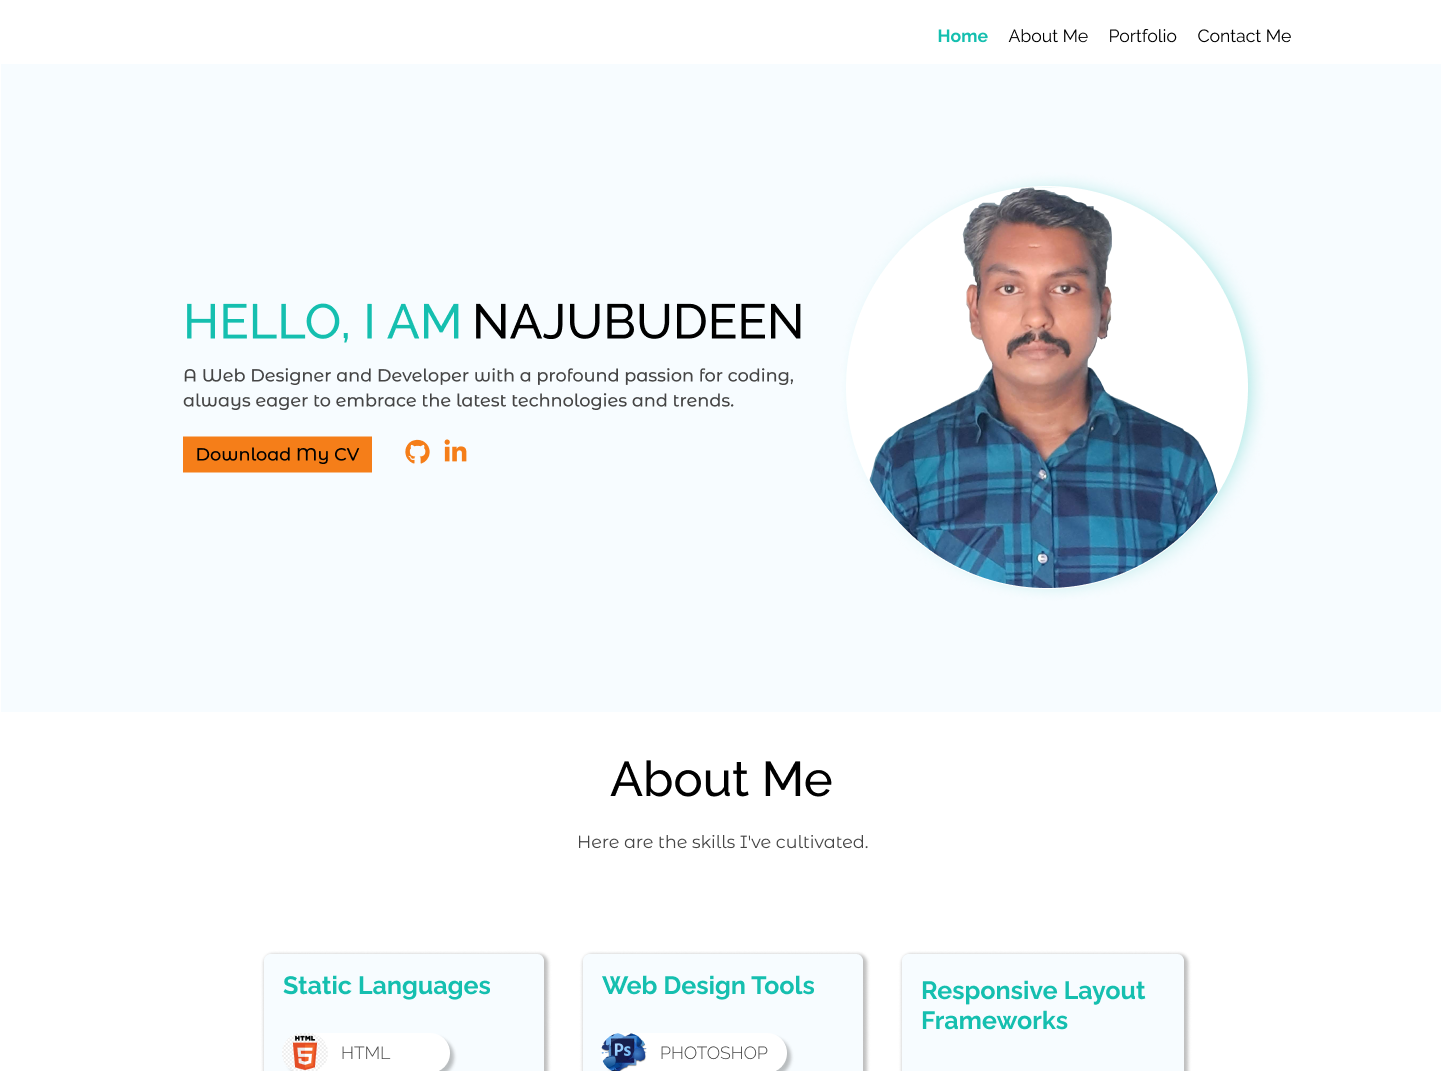 Home About Me Portfolio Contact Me
HELLO, I AM NAJUBUDEEN
A Web Designer and Developer with a profound passion for coding,
always eager to embrace the latest technologies and trends.
Download My CV in
About Me
Here are the skills I've cultivated.
Static Languages
HTML
5
HTML
Web Design Tools
Ps PHOTOSHOP
Responsive Layout
Frameworks